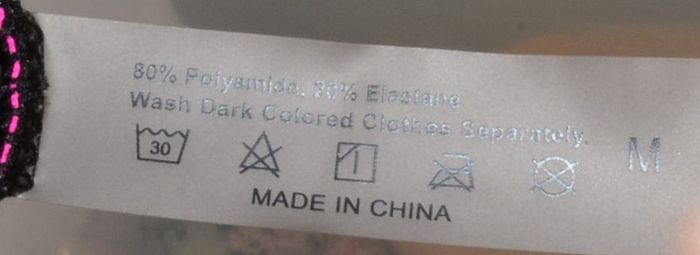 80% Polyamide. 20% Elastane
Wash Dark Colored Clothes Separately.
M
30
MADE IN CHINA